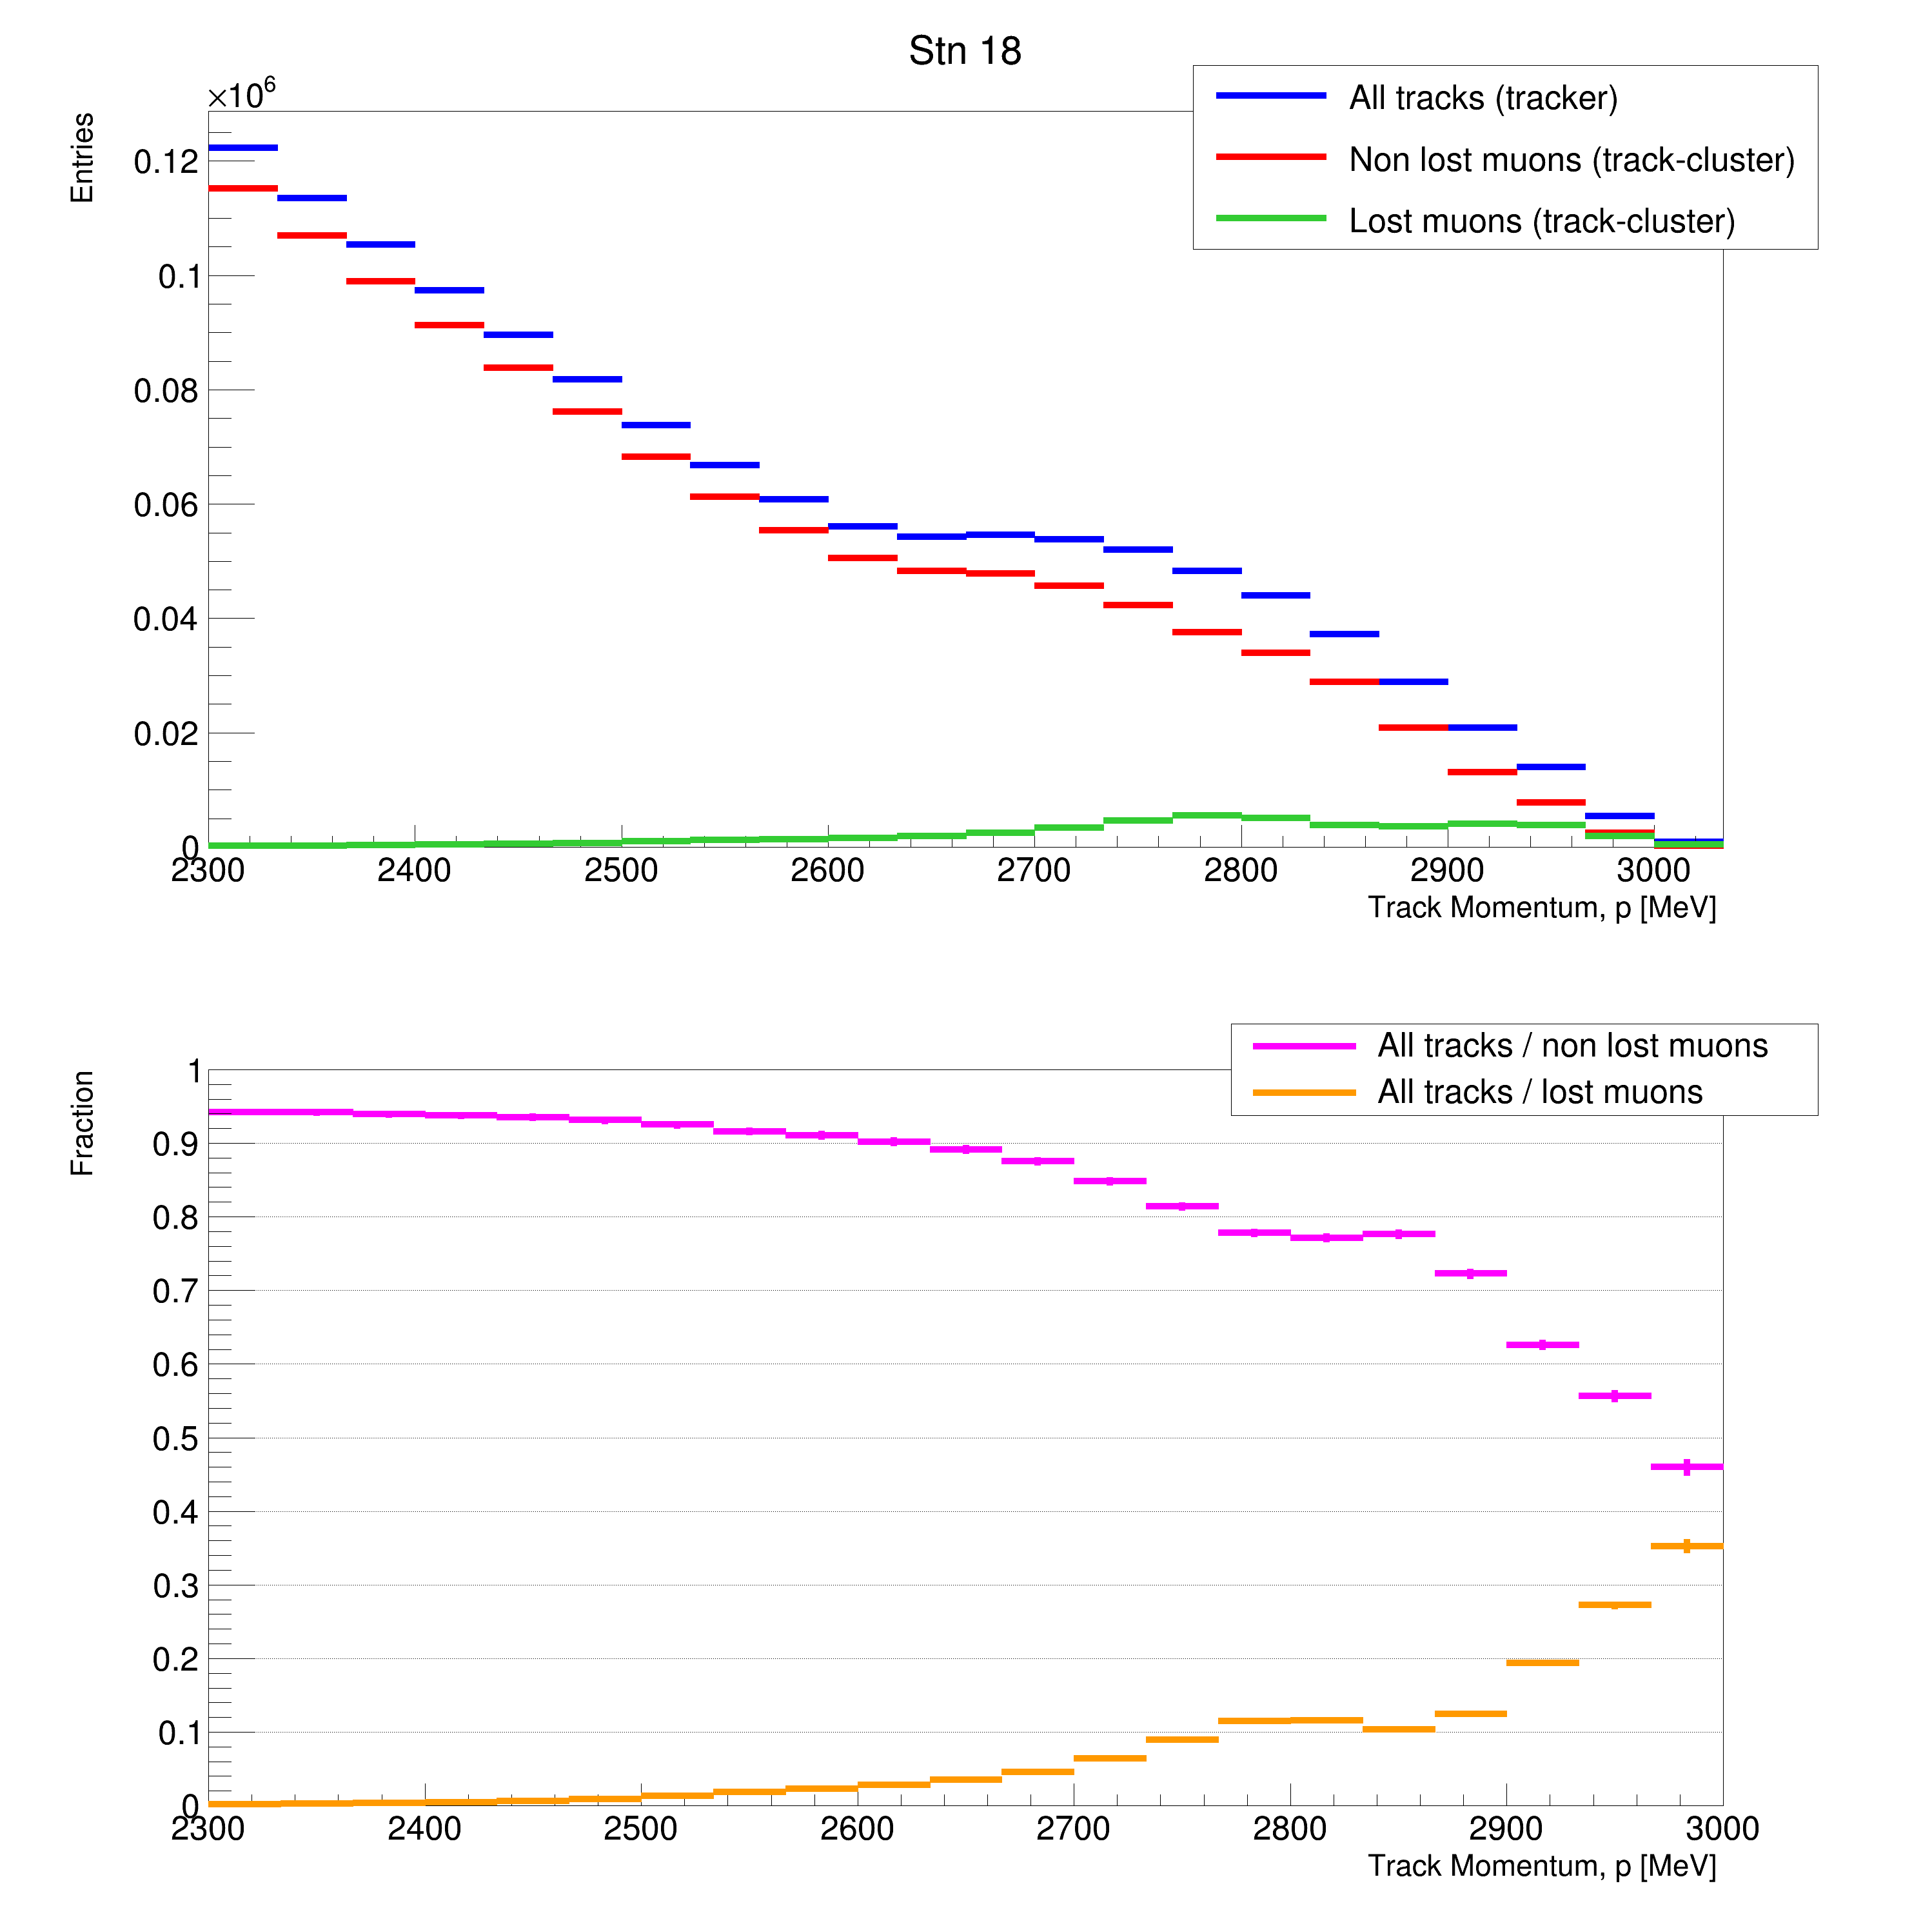 Stn 18
×10⁶
Entries
All tracks (tracker)
Non lost muons (track-cluster)
Lost muons (track-cluster)
0.12
0.1
0.08
0.06
0.04
0.02
0
2300 2400 2500 2600 2700 2800 2900 3000
Track Momentum, p [MeV]
Fraction
All tracks / non lost muons
All tracks / lost muons
1
0.9
0.8
0.7
0.6
0.5
0.4
0.3
0.2
0.1
0
2300 2400 2500 2600 2700 2800 2900 3000
Track Momentum, p [MeV]